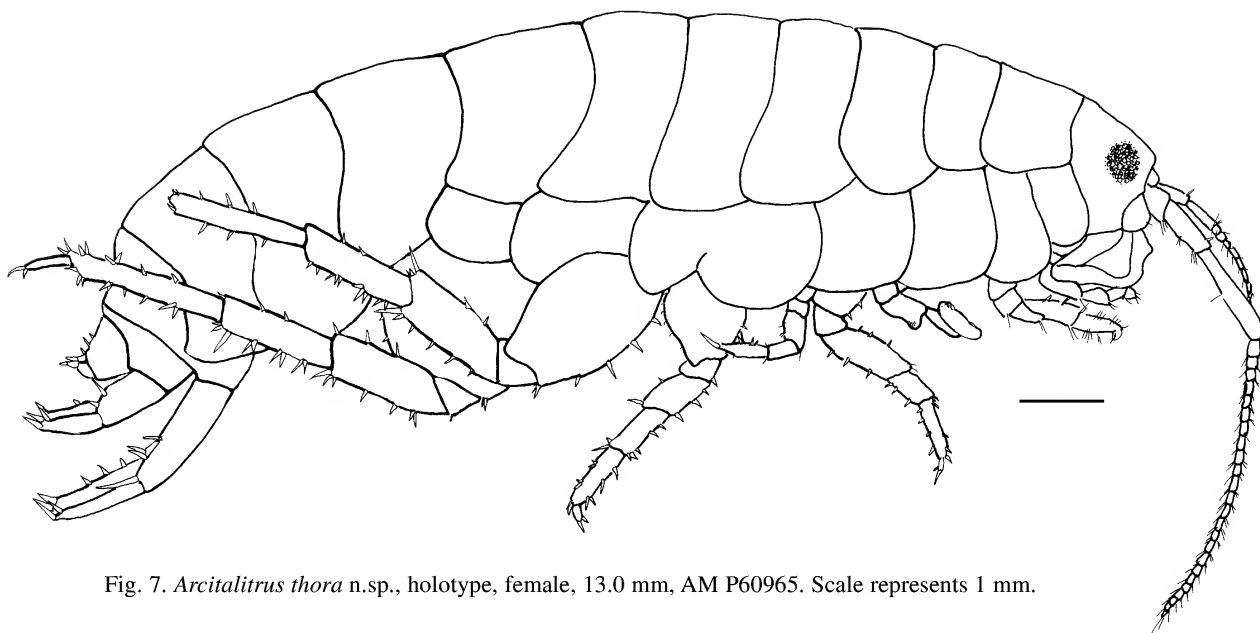 Fig. 7. Arcitalitrus thora n.sp., holotype, female, 13.0 mm, AM P60965. Scale represents 1 mm.